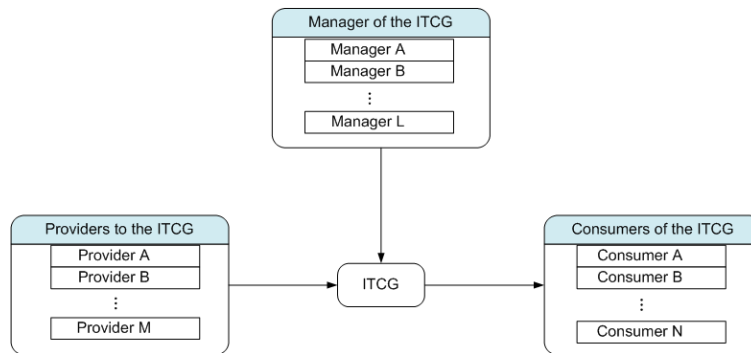 Manager of the ITCG
Manager A
Manager B
⋮
Manager L
Providers to the ITCG
Provider A
Provider B
⋮
Provider M
ITCG
Consumers of the ITCG
Consumer A
Consumer B
⋮
Consumer N